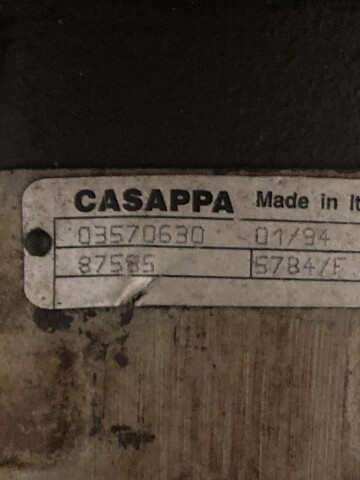 CASAPPA Made in It
03570630 01/94
87585 5784/F